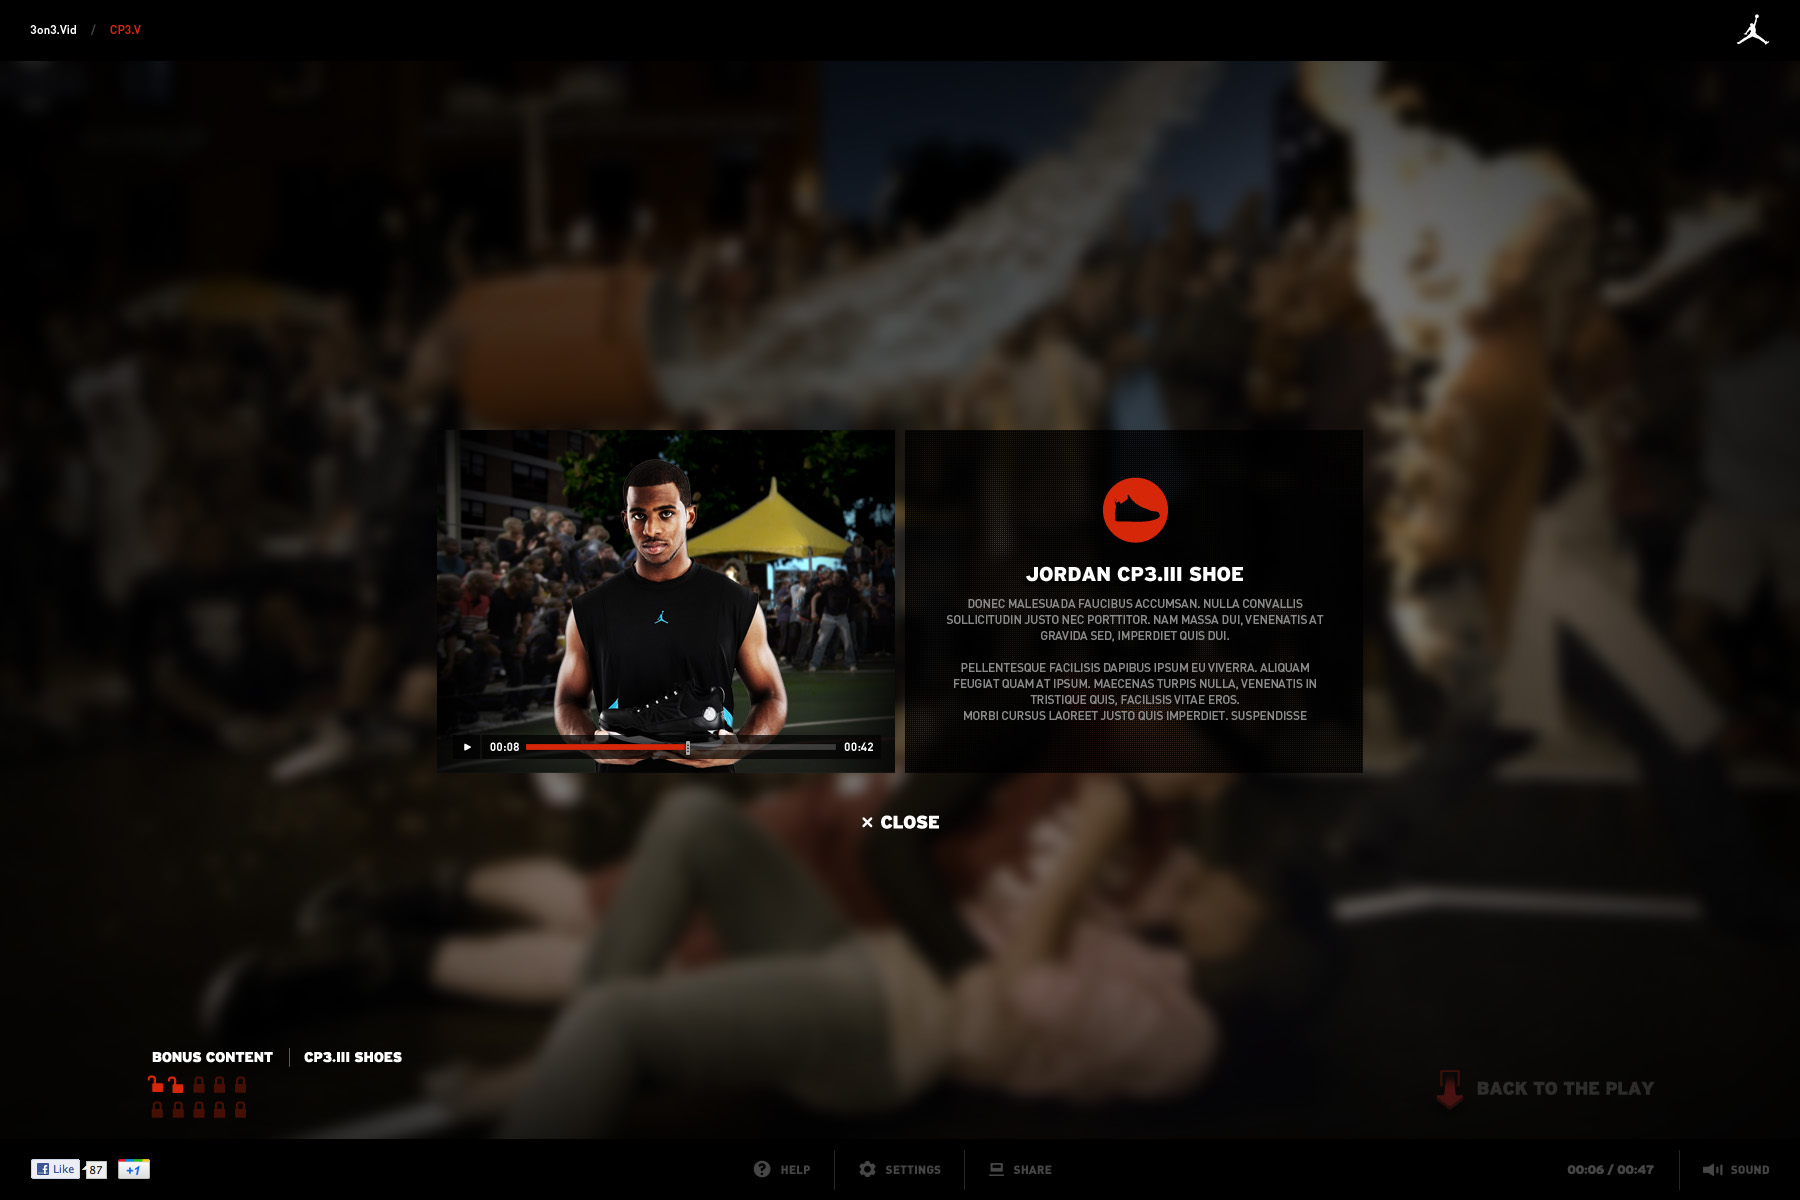 3on3.Vid / CP3.V
JORDAN CP3.III SHOE
DONEC MALESUADA FAUCIBUS ACCUMSAN. NULLA CONVALLIS
SOLLICITUDIN JUSTO NEC PORTTITOR. NAM MASSA DUI, VENENATIS AT
GRAVIDA SED, IMPERDIET QUIS DUI.
PELLENTESQUE FACILISIS DAPIBUS IPSUM EU VIVERRA. ALIQUAM
FEUGIAT QUAM AT IPSUM. MAECENAS TURPIS NULLA, VENENATIS IN
TRISTIQUE QUIS, FACILISIS VITAE EROS.
MORBI CURSUS LAOREET JUSTO QUIS IMPERDIET. SUSPENDISSE
00:08 00:42
× CLOSE
BONUS CONTENT | CP3.III SHOES
BACK TO THE PLAY
Like 87 +1
HELP
SETTINGS
SHARE
00:06 / 00:47
SOUND